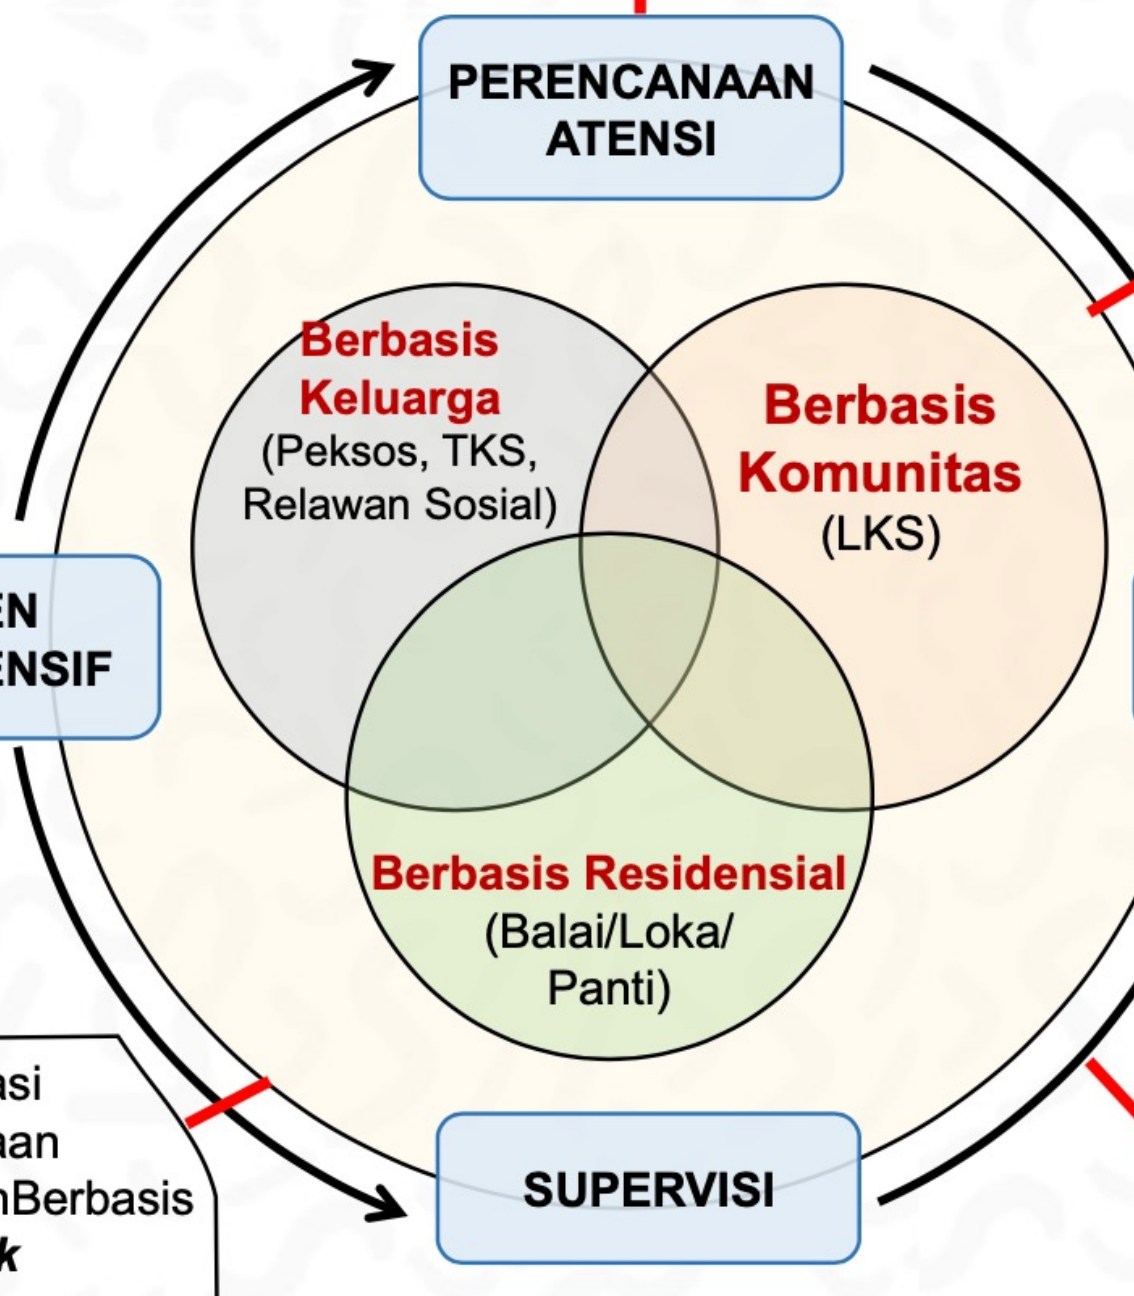 PERENCANAAN
ATENSI
Berbasis
Keluarga
(Peksos, TKS,
Relawan Sosial)
Berbasis
Komunitas
(LKS)
EN
ENSIF
Berbasis Residensial
(Balai/Loka/
Panti)
SUPERVISI
asi
aan
nBerbasis
k